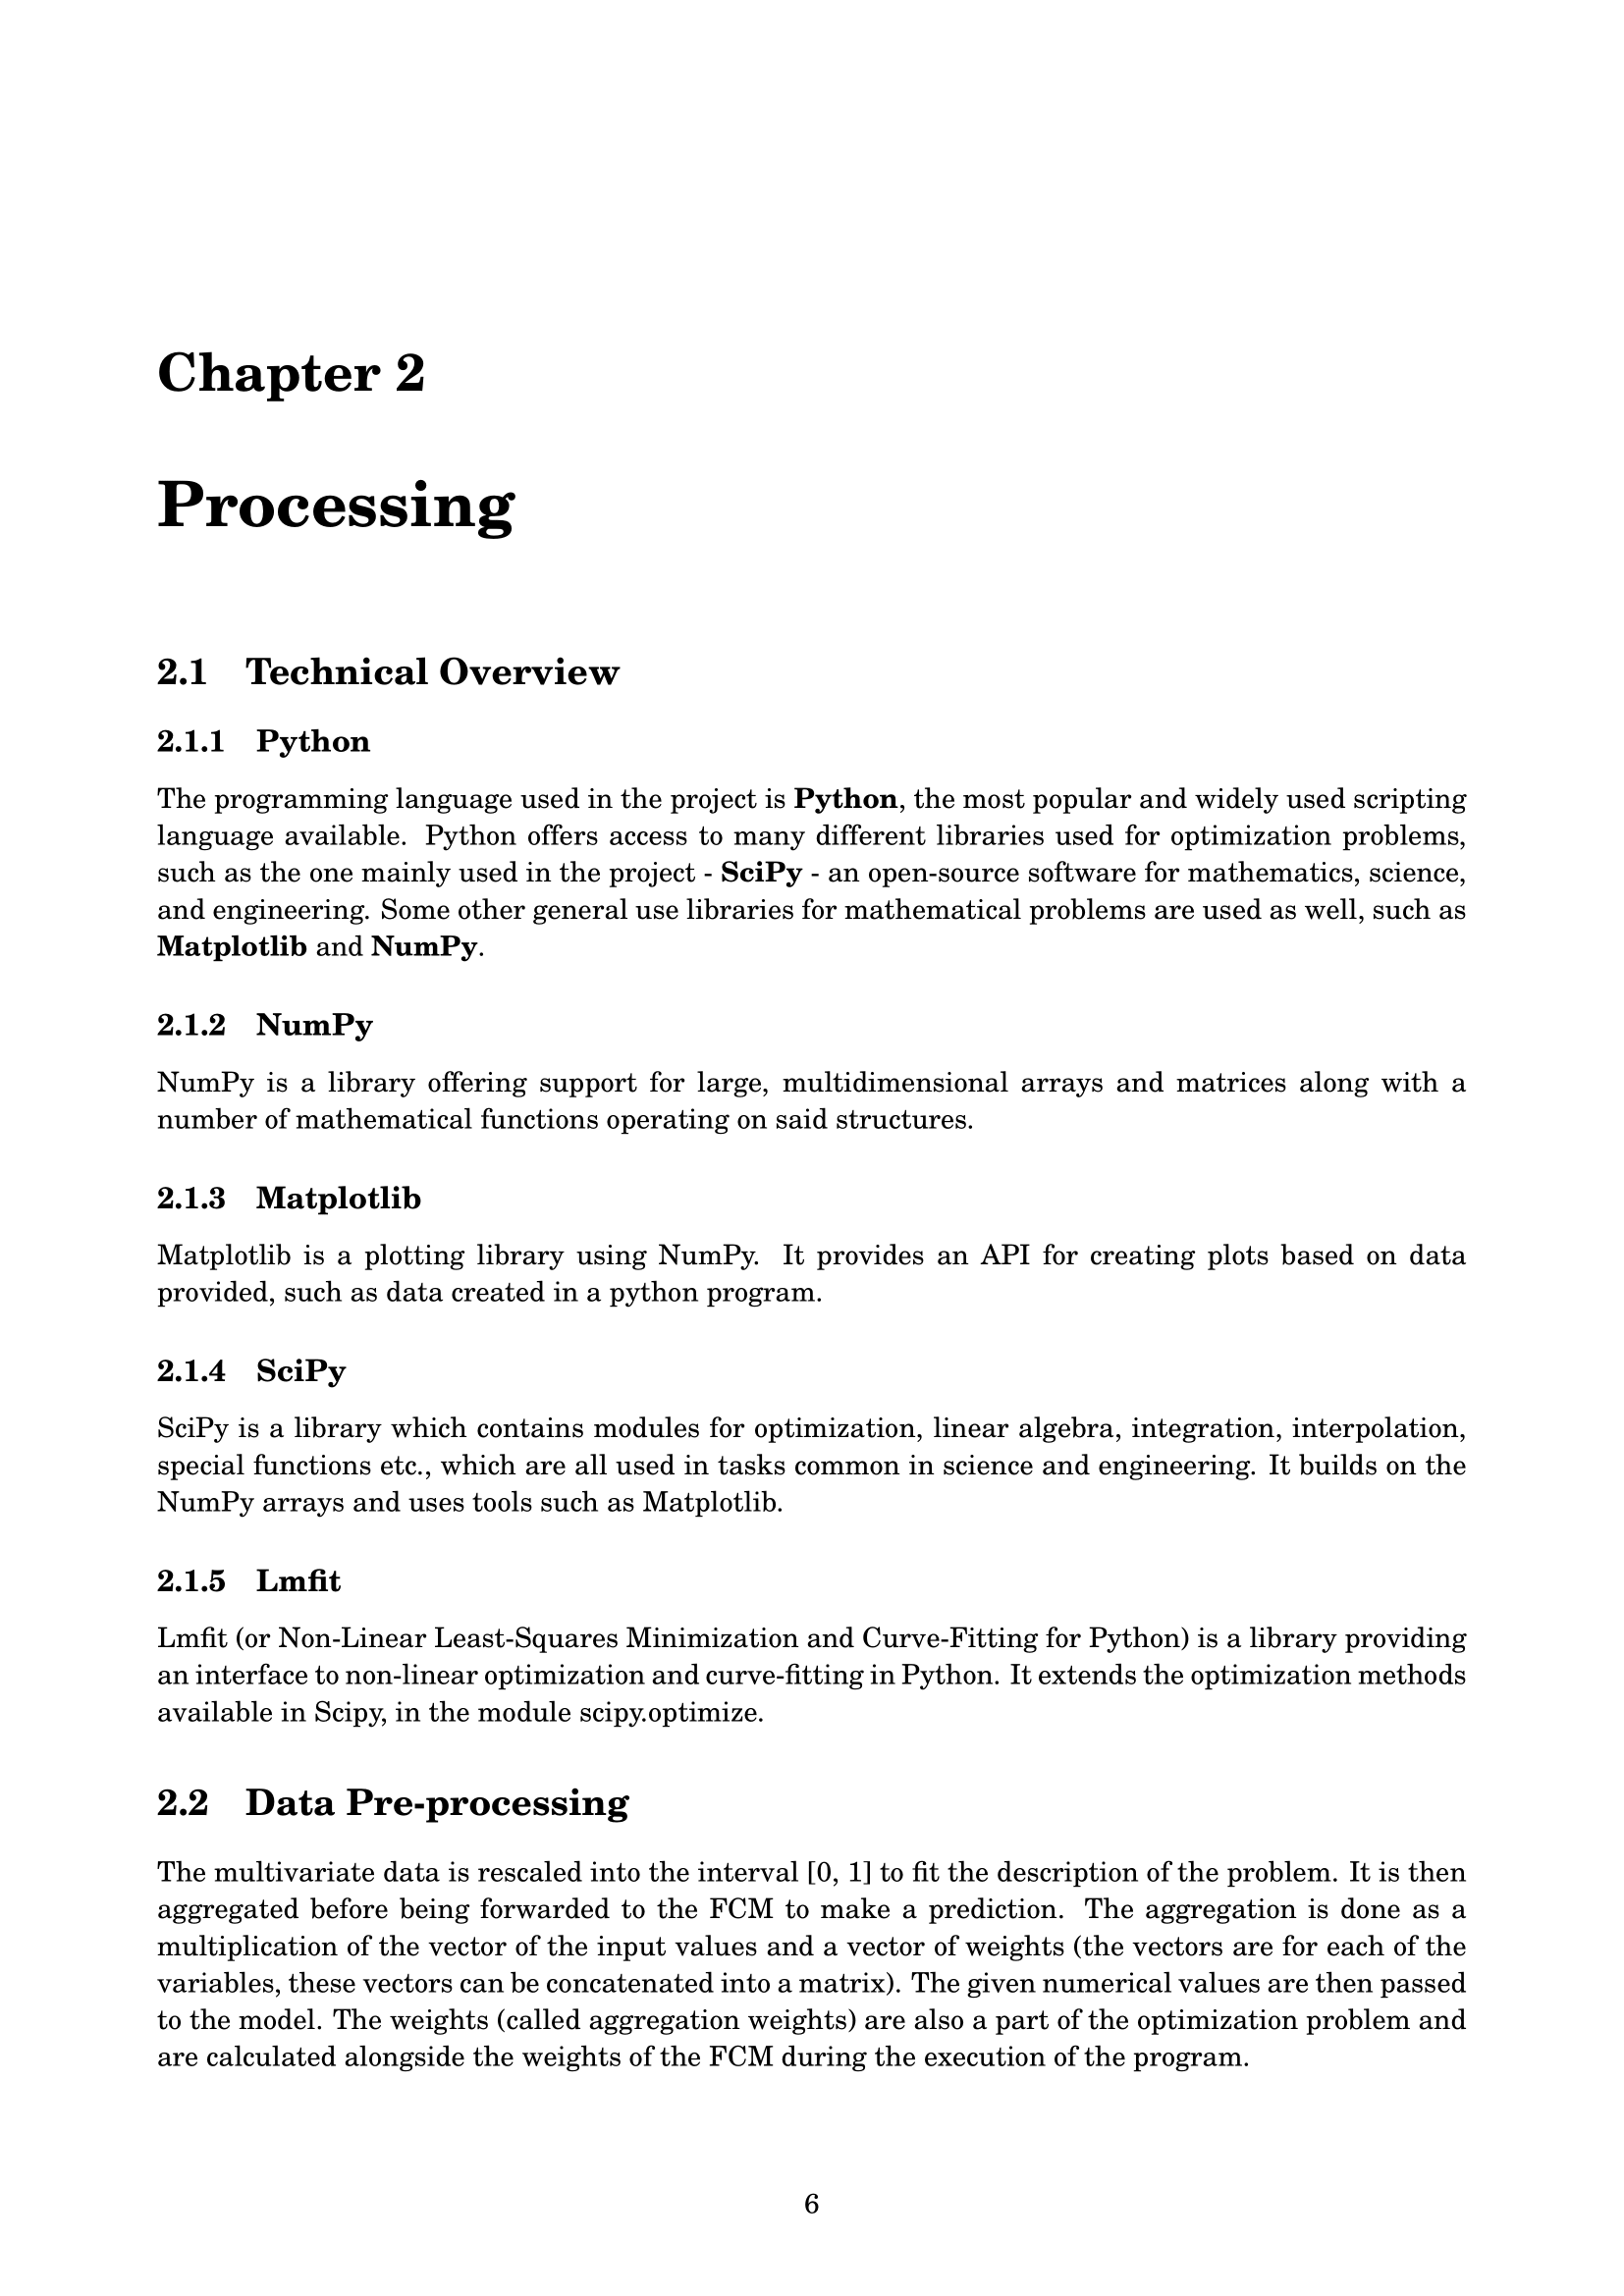 Chapter 2
Processing
2.1 Technical Overview
2.1.1 Python
The programming language used in the project is Python, the most popular and widely used scripting
language available. Python offers access to many different libraries used for optimization problems,
such as the one mainly used in the project - SciPy - an open-source software for mathematics, science,
and engineering. Some other general use libraries for mathematical problems are used as well, such as
Matplotlib and NumPy.
2.1.2 NumPy
NumPy is a library offering support for large, multidimensional arrays and matrices along with a
number of mathematical functions operating on said structures.
2.1.3 Matplotlib
Matplotlib is a plotting library using NumPy. It provides an API for creating plots based on data
provided, such as data created in a python program.
2.1.4 SciPy
SciPy is a library which contains modules for optimization, linear algebra, integration, interpolation,
special functions etc., which are all used in tasks common in science and engineering. It builds on the
NumPy arrays and uses tools such as Matplotlib.
2.1.5 Lmfit
Lmfit (or Non-Linear Least-Squares Minimization and Curve-Fitting for Python) is a library providing
an interface to non-linear optimization and curve-fitting in Python. It extends the optimization methods
available in Scipy, in the module scipy.optimize.
2.2 Data Pre-processing
The multivariate data is rescaled into the interval [0, 1] to fit the description of the problem. It is then
aggregated before being forwarded to the FCM to make a prediction. The aggregation is done as a
multiplication of the vector of the input values and a vector of weights (the vectors are for each of the
variables, these vectors can be concatenated into a matrix). The given numerical values are then passed
to the model. The weights (called aggregation weights) are also a part of the optimization problem and
are calculated alongside the weights of the FCM during the execution of the program.
6